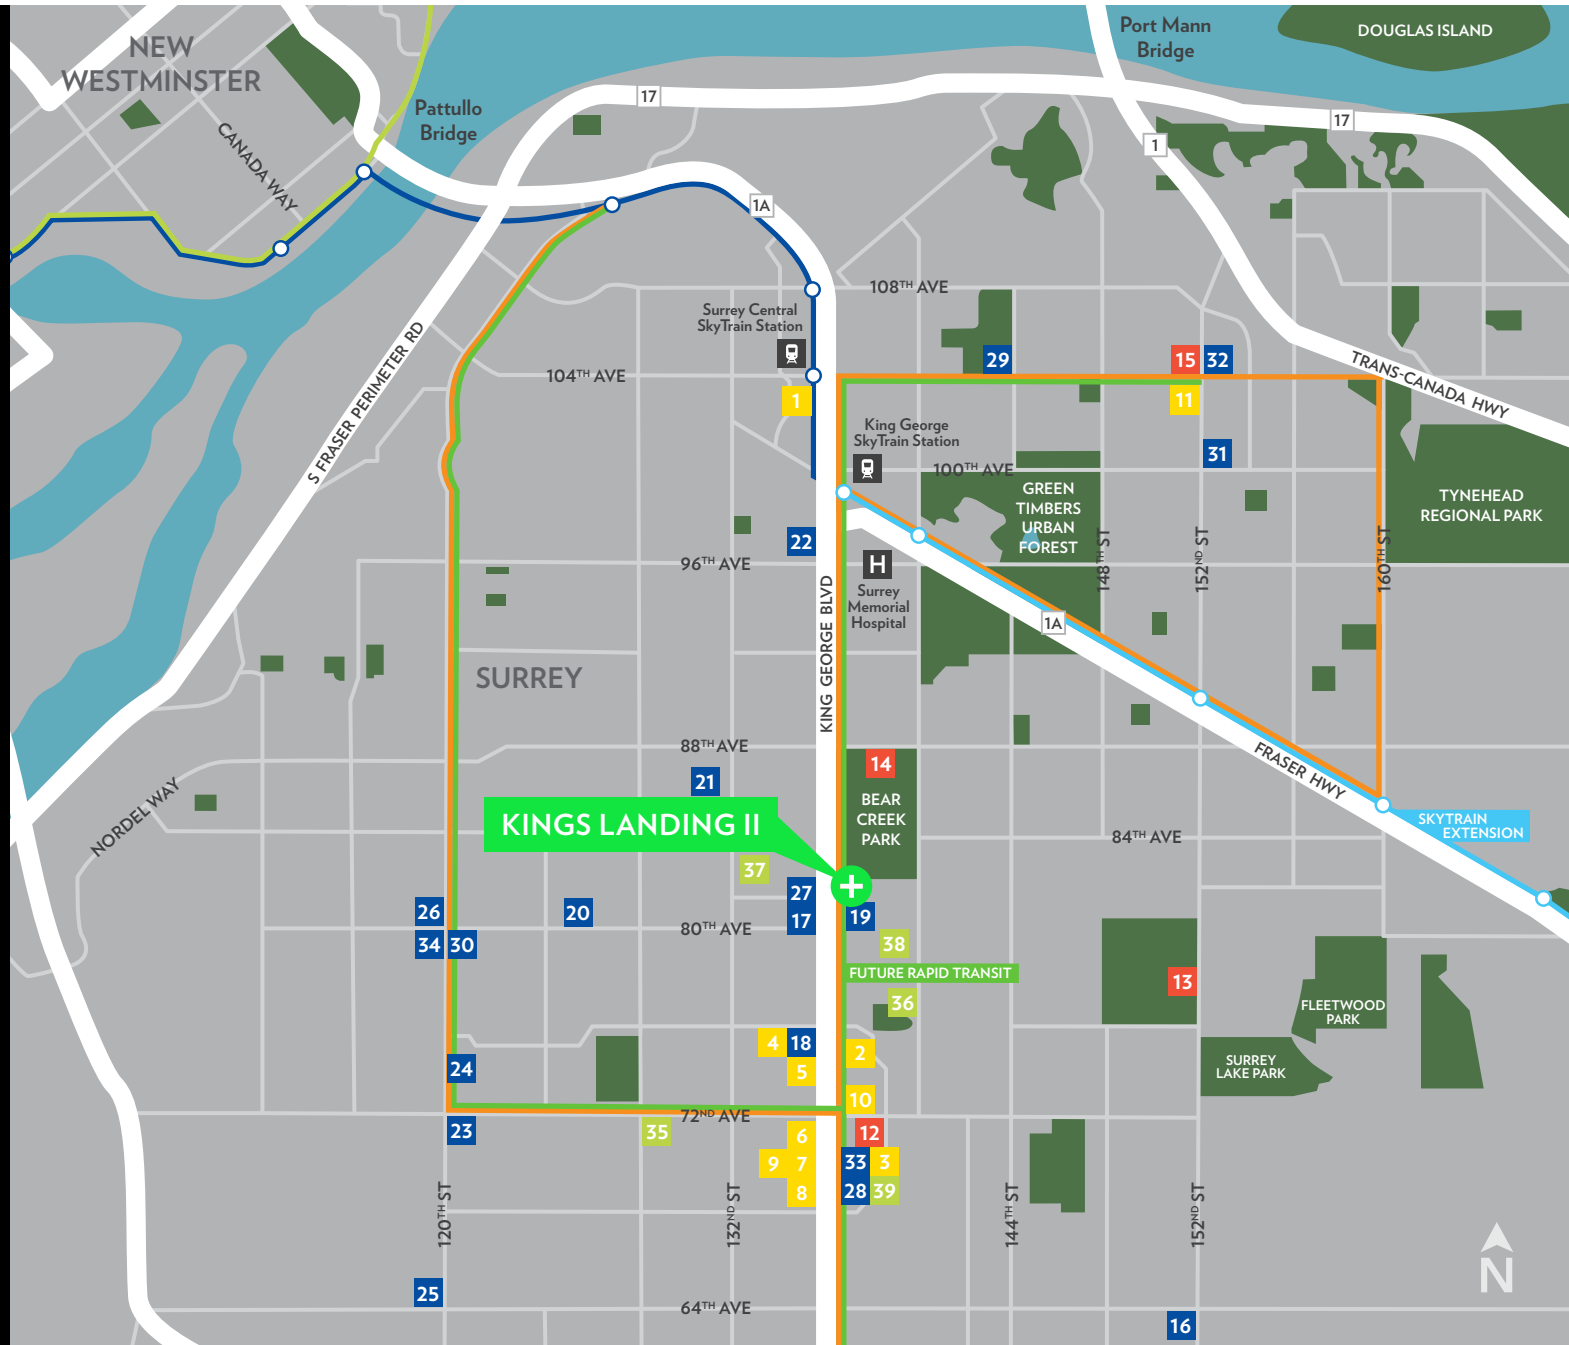 NEW
WESTMINSTER
CANADA WAY
Pattullo
Bridge
17
Port Mann
Bridge
DOUGLAS ISLAND
17
1
1A
108TH AVE
Surrey Central
SkyTrain Station
S FRASER PERIMETER RD
104TH AVE
29
15
32
TRANS-CANADA HWY
1
11
King George
SkyTrain Station
31
100TH AVE
GREEN
TIMBERS
URBAN
FOREST
TYNEHEAD
REGIONAL PARK
22
96TH AVE
H
Surrey
Memorial
Hospital
148TH ST
152ND ST
160TH ST
1A
KING GEORGE BLVD
SURREY
88TH AVE
14
21
FRASER HWY
NORDEL WAY
KINGS LANDING II
BEAR
CREEK
PARK
84TH AVE
SKYTRAIN
EXTENSION
37
27
26
20
17
19
80TH AVE
34
30
38
FUTURE RAPID TRANSIT
13
36
FLEETWOOD
PARK
4
18
2
24
5
SURREY
LAKE PARK
10
72ND AVE
23
35
6
12
9
7
33
3
8
28
39
120TH ST
132ND ST
144TH ST
152ND ST
N
25
64TH AVE
16